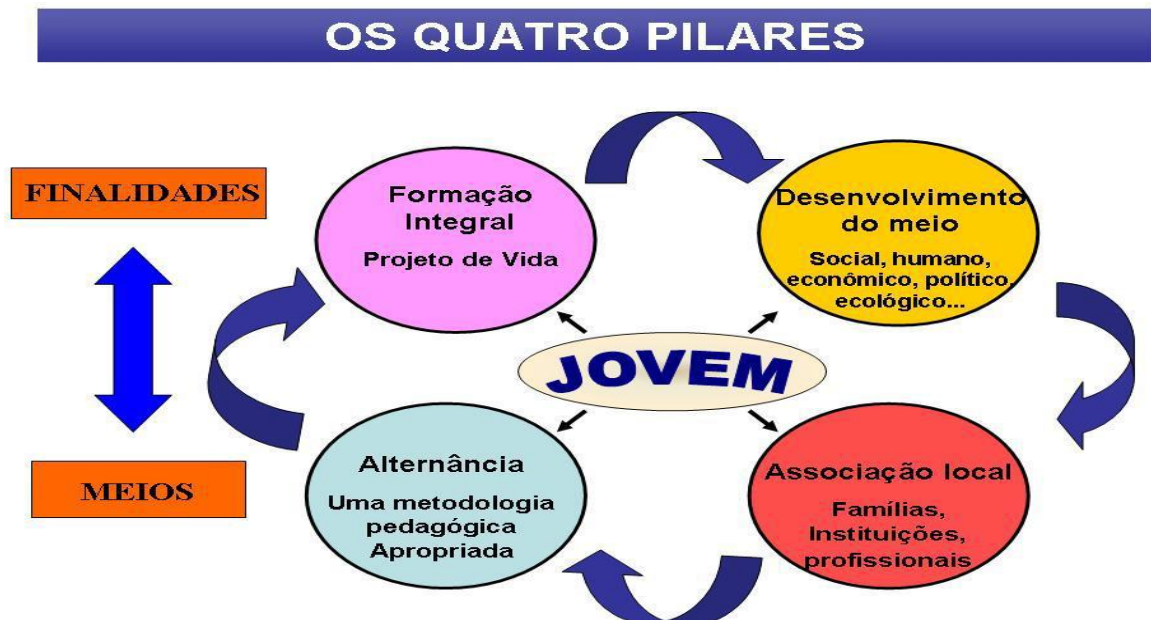 OS QUATRO PILARES
FINALIDADES
Formação
Integral
Projeto de Vida
Desenvolvimento
do meio
Social, humano,
econômico, político,
ecológico...
JOVEM
MEIOS
Alternância
Uma metodologia
pedagógica
Apropriada
Associação local
Famílias,
Instituições,
profissionais